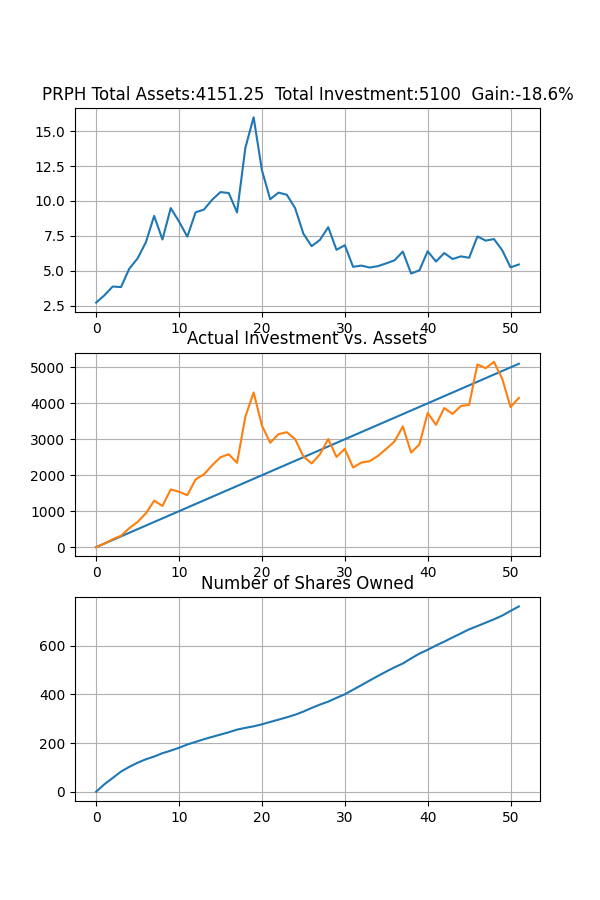 PRPH Total Assets:4151.25  Total Investment:5100  Gain:-18.6%
15.0
12.5
10.0
7.5
5.0
2.5
0 10 20 30 40 50
Actual Investment vs. Assets
5000
4000
3000
2000
1000
0
0 10 20 30 40 50
Number of Shares Owned
600
400
200
0
0 10 20 30 40 50